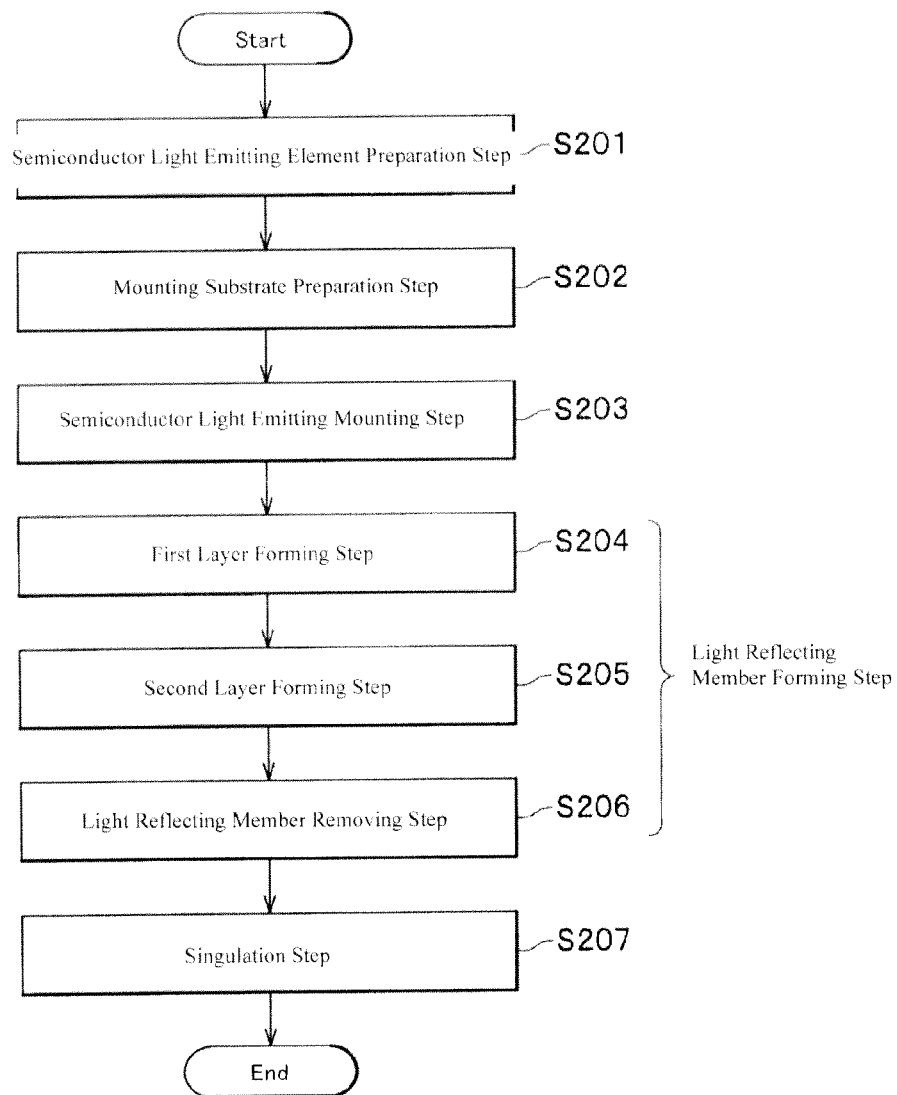 Start
Semiconductor Light Emitting Element Preparation Step
S201
Mounting Substrate Preparation Step
S202
Semiconductor Light Emitting Mounting Step
S203
First Layer Forming Step
S204
Second Layer Forming Step
S205
Light Reflecting Member Removing Step
S206
Light Reflecting
Member Forming Step
Singulation Step
S207
End